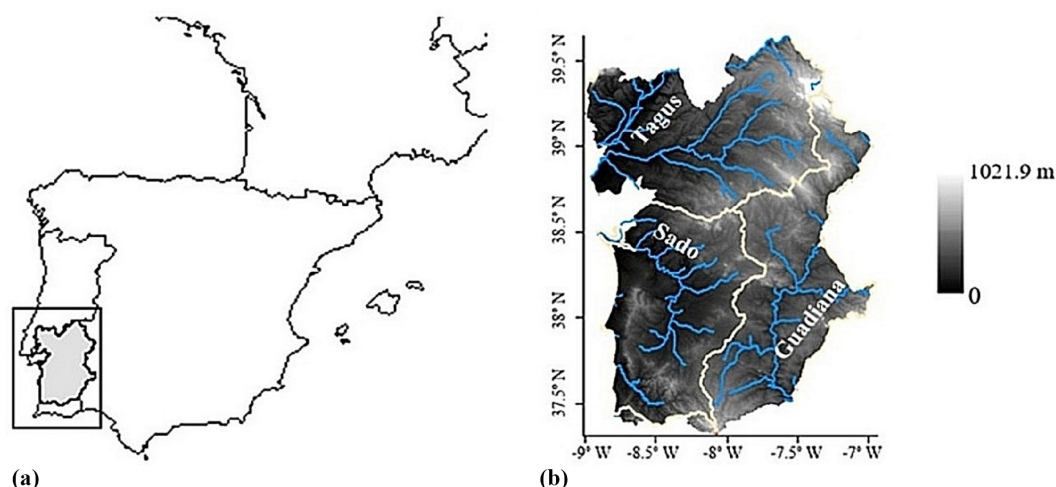 39.5° N
39° N
38.5° N
38° N
37.5° N
Tagus
Sado
Guadiana
1021.9 m
0
-9° W
-8.5° W
-8° W
-7.5° W
-7° W
(a)
(b)